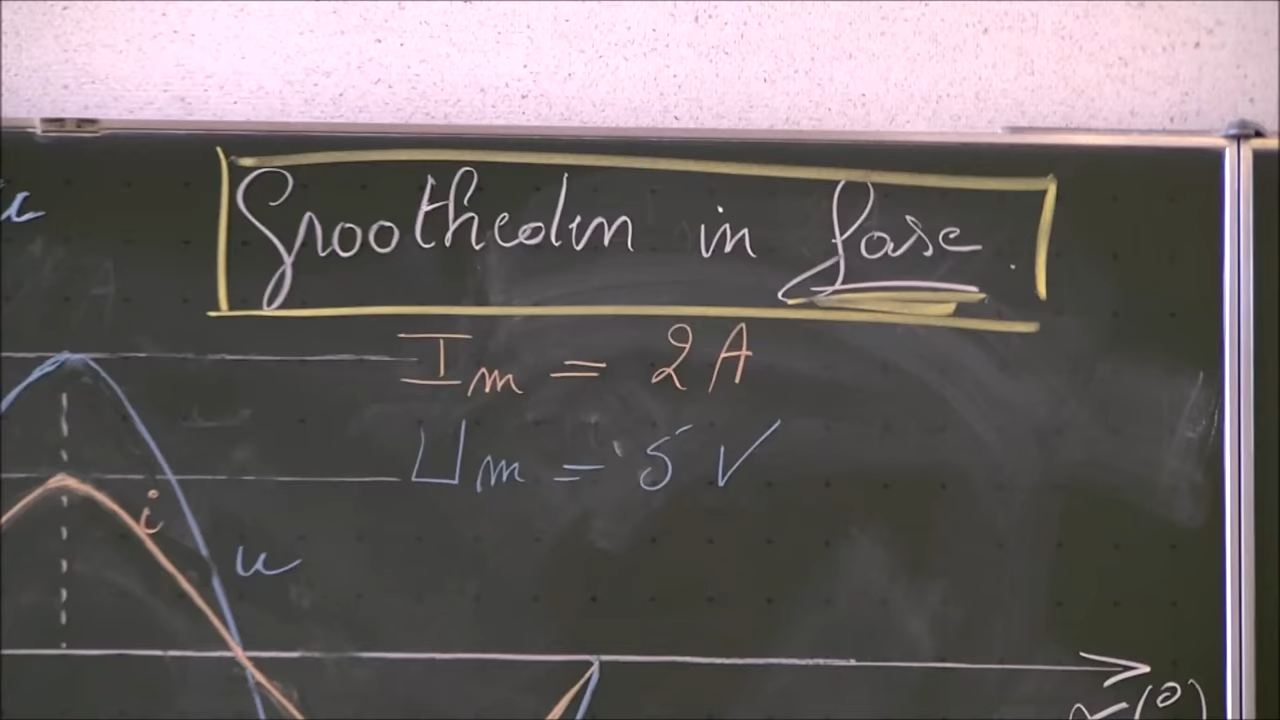 Grootheden in fase.
Im = 2A
Um = 5V
i
u